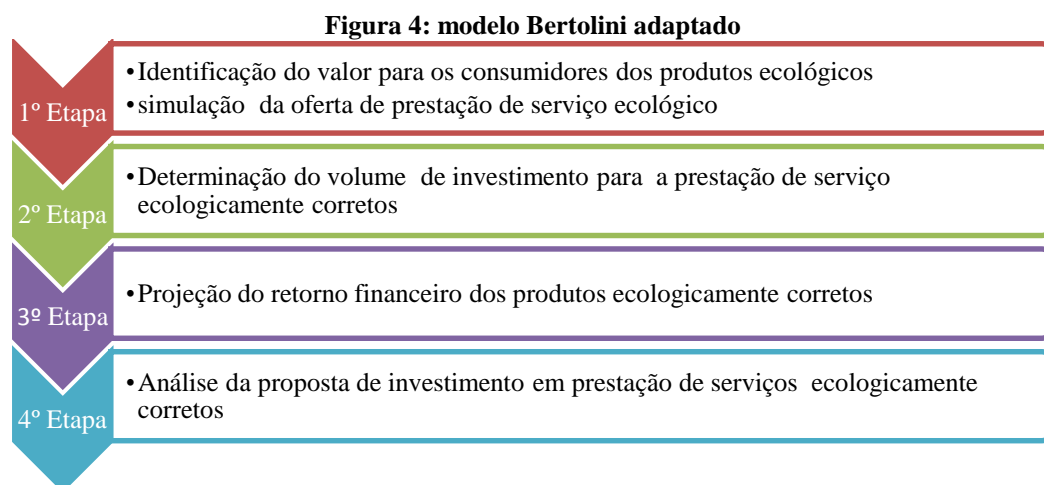 Figura 4: modelo Bertolini adaptado
1º Etapa
•Identificação do valor para os consumidores dos produtos ecológicos
•simulação da oferta de prestação de serviço ecológico
2º Etapa
•Determinação do volume de investimento para a prestação de serviço
ecologicamente corretos
3º Etapa
•Projeção do retorno financeiro dos produtos ecologicamente corretos
4º Etapa
•Análise da proposta de investimento em prestação de serviços ecologicamente
corretos